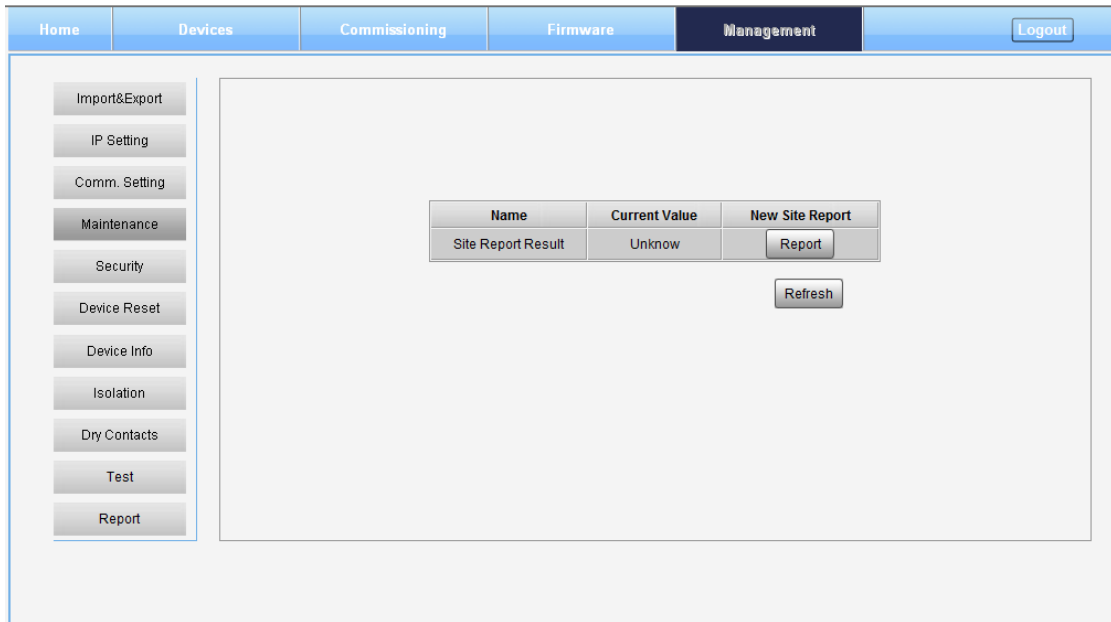 Home Devices Commissioning Firmware Management Logout
Import&Export
IP Setting
Comm. Setting
Maintenance
Security
Device Reset
Device Info
Isolation
Dry Contacts
Test
Report
Name Current Value New Site Report
Site Report Result Unknow Report
Refresh